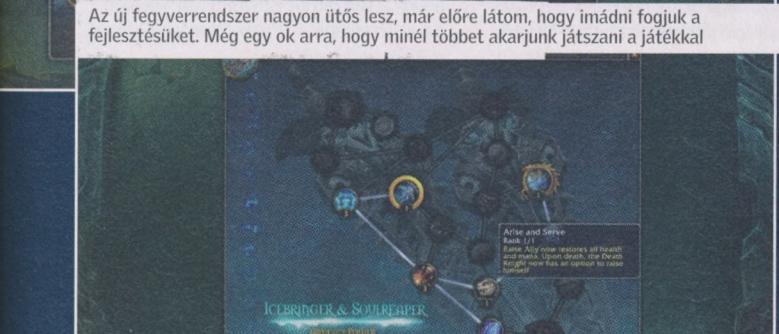 Az új fegyverrendszer nagyon ütős lesz, már előre látom, hogy imádni fogjuk a
fejlesztésüket. Még egy ok arra, hogy minél többet akarjunk játszani a játékkal
Arise and Serve
Rank 1/1
Raise Ally now restores all health
and mana. Upon death, the Death
Knight now has an option to raise
himself
Icebringer & Soulreaper